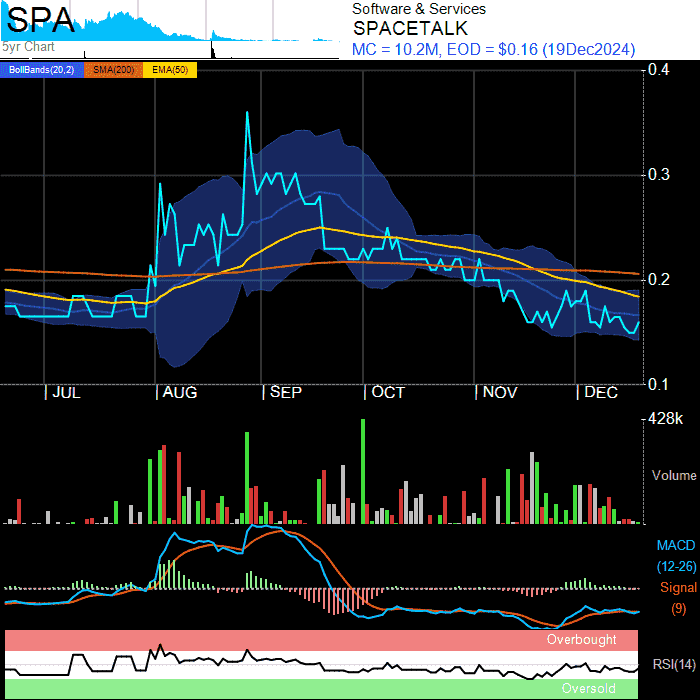 SPA
5yr Chart
Software & Services
SPACETALK
MC = 10.2M, EOD = $0.16 (19Dec2024)
BollBands(20,2) SMA(200) EMA(50)
0.4
0.3
0.2
0.1
JUL AUG SEP OCT NOV DEC
428k
Volume
MACD
(12-26)
Signal
(9)
Overbought
RSI(14)
Oversold